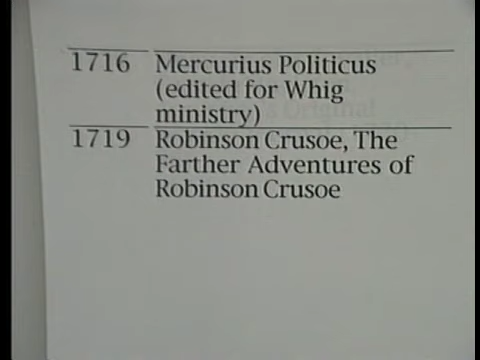 1716 Mercurius Politicus
(edited for Whig
ministry)
1719 Robinson Crusoe, The
Farther Adventures of
Robinson Crusoe